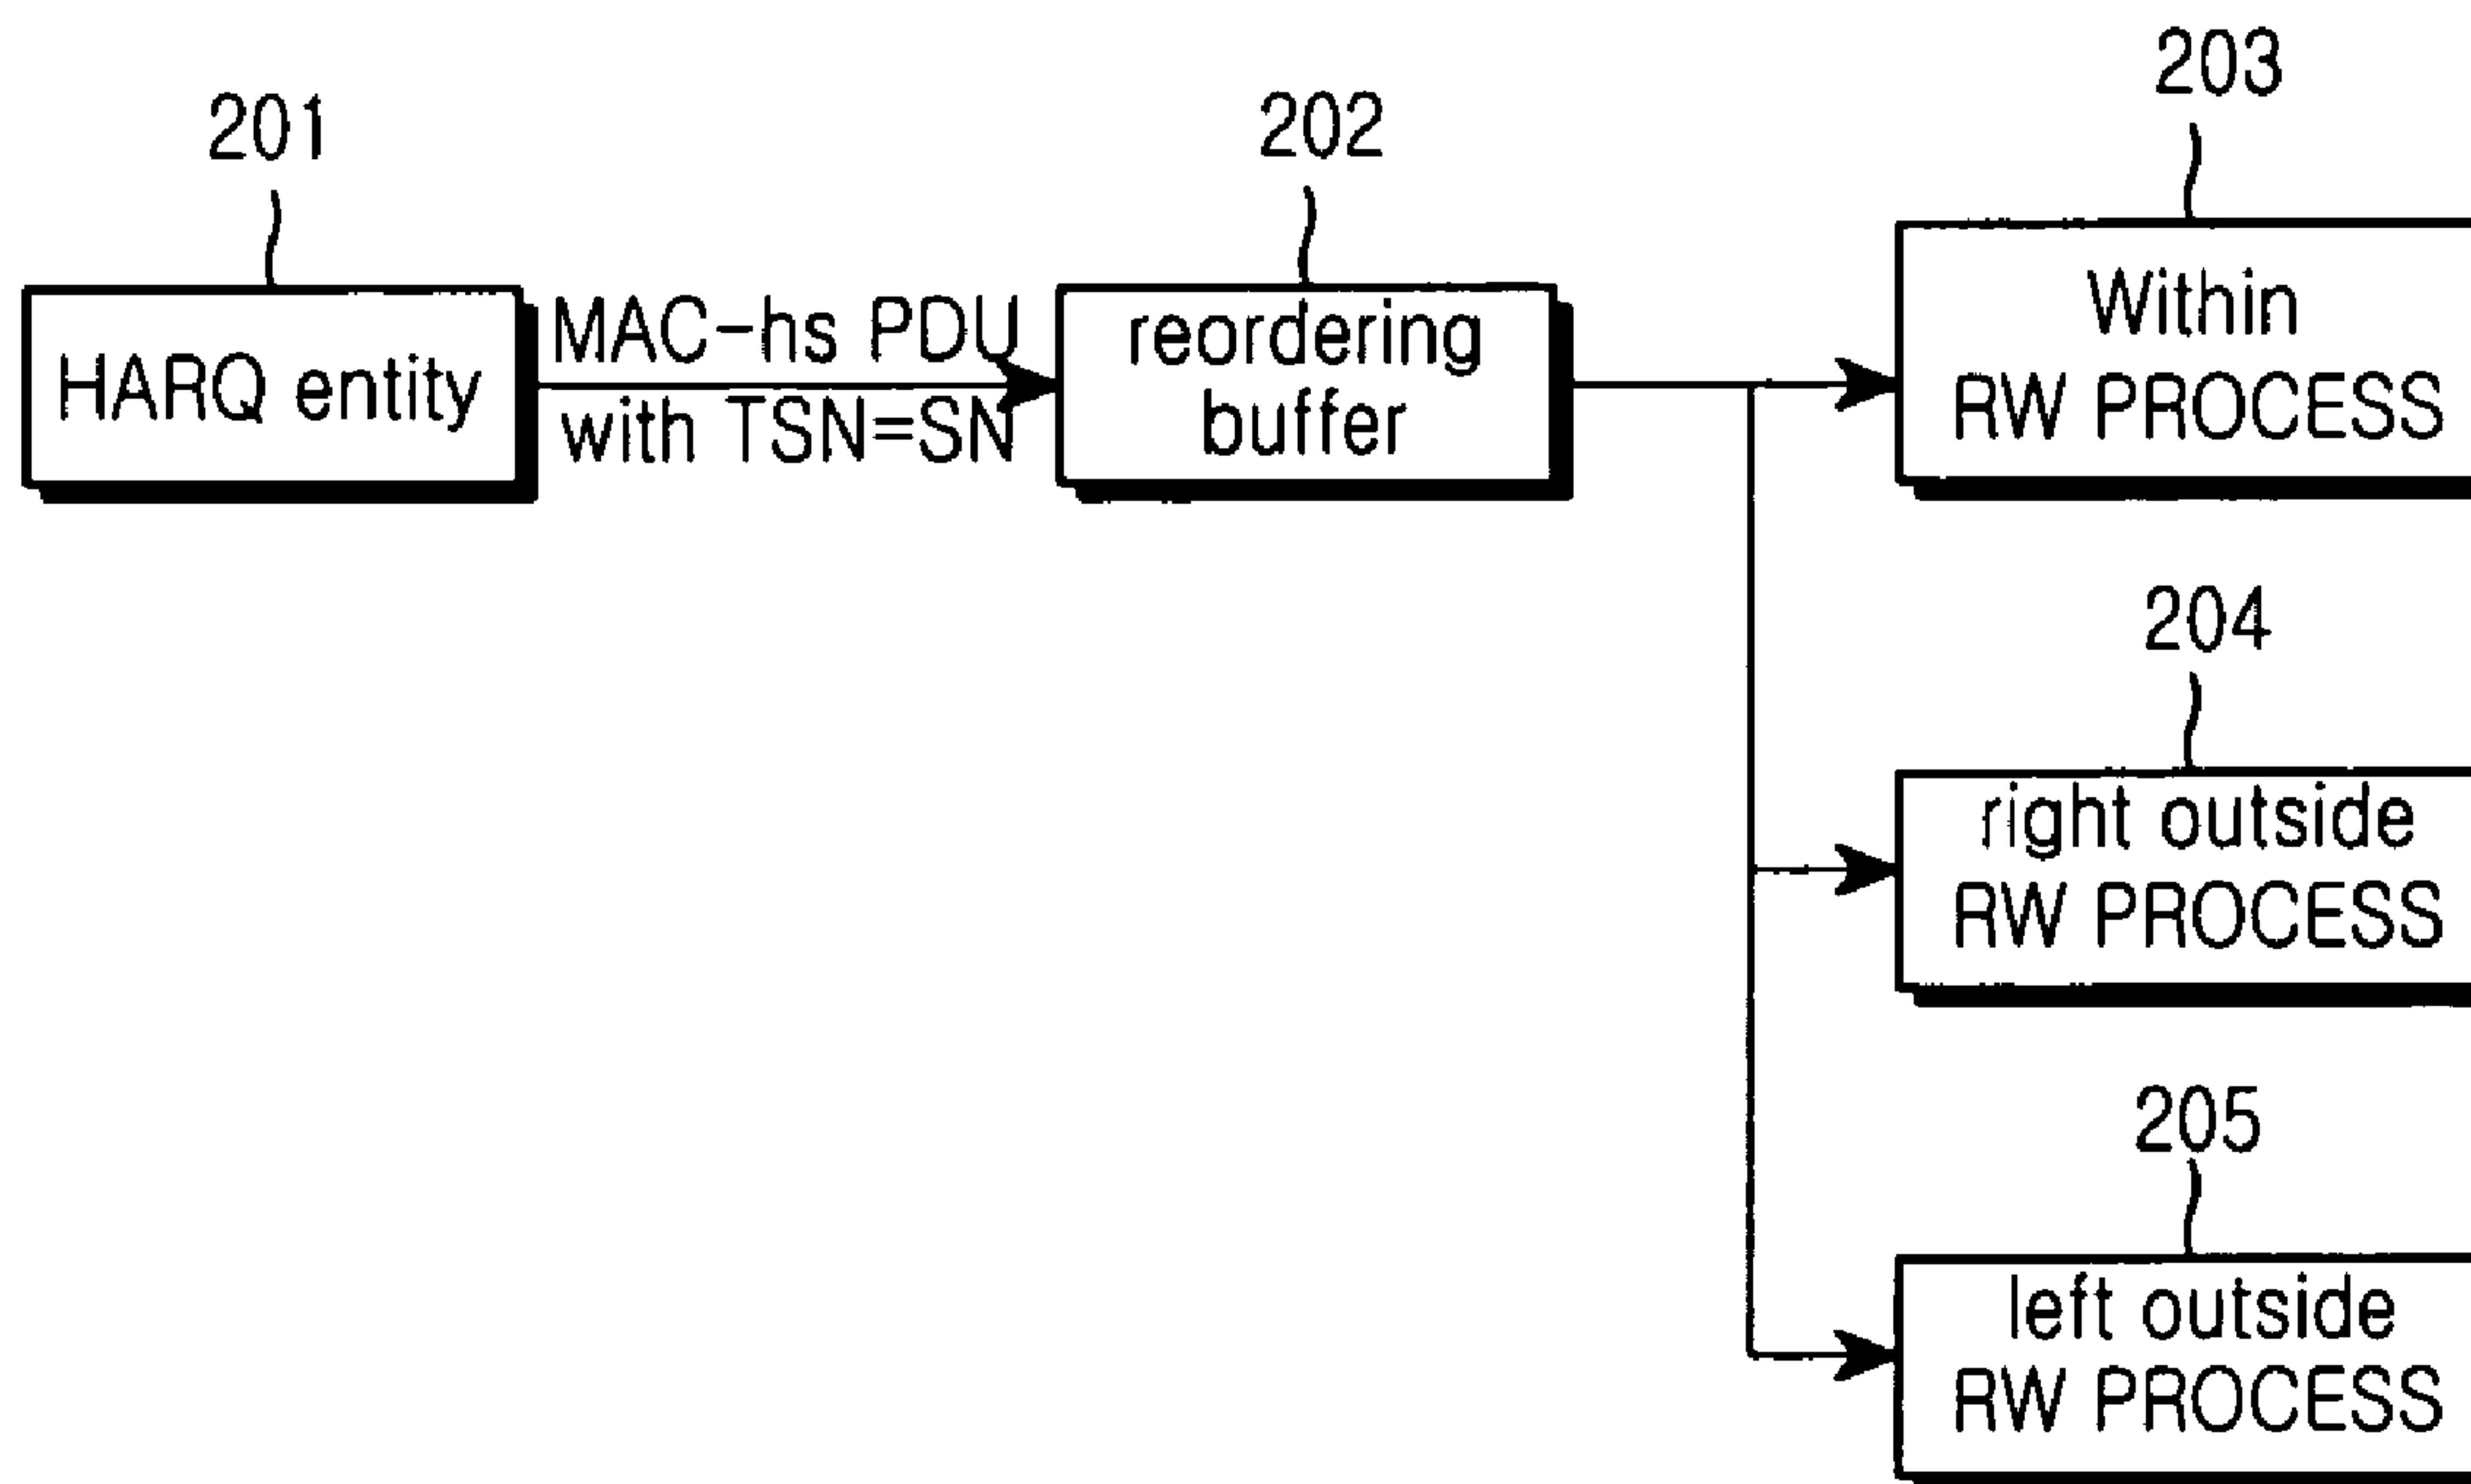 201
HARQ entity
MAC-hs PDU
with TSN=SN
202
reordering
buffer
203
Within
RW PROCESS
204
right outside
RW PROCESS
205
left outside
RW PROCESS